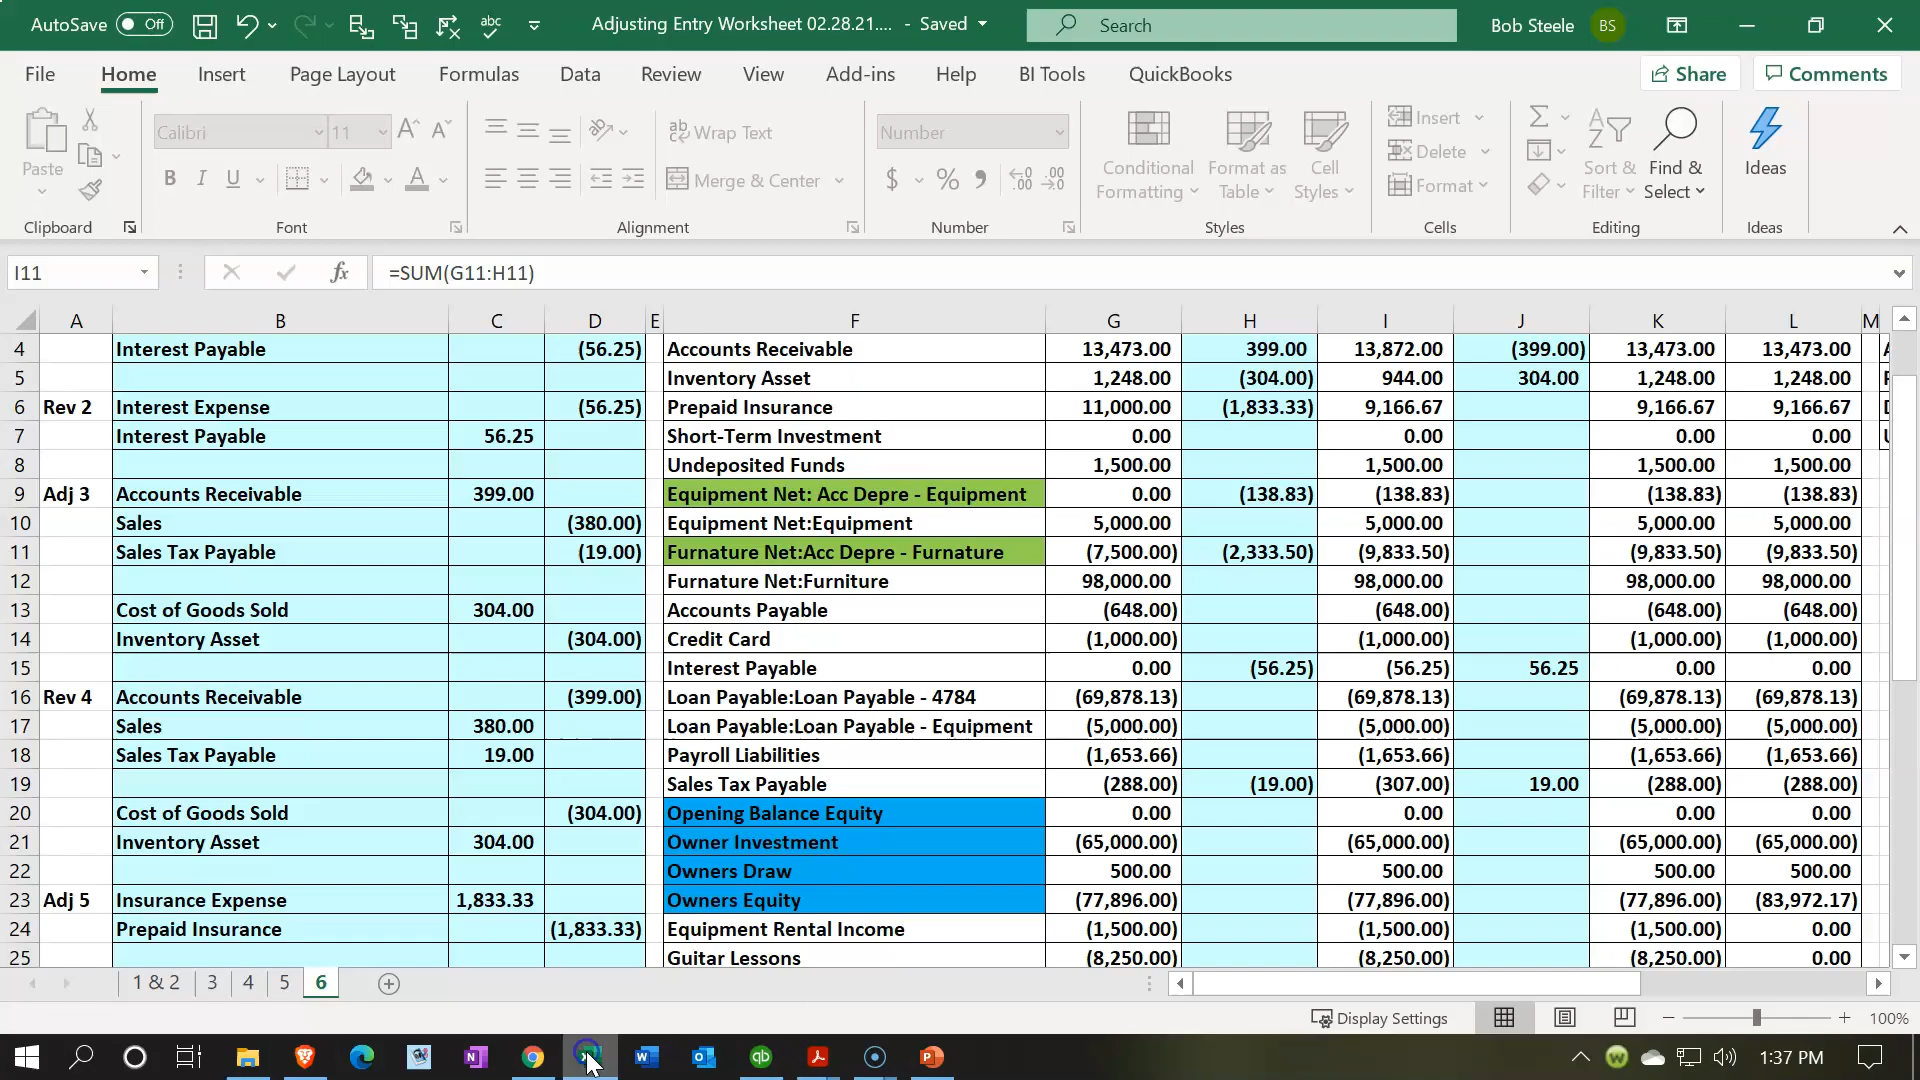 AutoSave Off abc Adjusting Entry Worksheet 02.28.21.... - Saved Search Bob Steele BS
File Home Insert Page Layout Formulas Data Review View Add-ins Help BI Tools QuickBooks Share Comments
Paste Calibri 11 Wrap Text Merge & Center Number Conditional Formatting Format as Table Cell Styles Insert Delete Format Sort & Filter Find & Select Ideas
Clipboard Font Alignment Number Styles Cells Editing Ideas
I11 fx =SUM(G11:H11)
A B C D E F G H I J K L M
4 Interest Payable (56.25) Accounts Receivable 13,473.00 399.00 13,872.00 (399.00) 13,473.00 13,473.00
5 Inventory Asset 1,248.00 (304.00) 944.00 304.00 1,248.00 1,248.00
6 Rev 2 Interest Expense (56.25) Prepaid Insurance 11,000.00 (1,833.33) 9,166.67 9,166.67 9,166.67
7 Interest Payable 56.25 Short-Term Investment 0.00 0.00 0.00 0.00
8 Undeposited Funds 1,500.00 1,500.00 1,500.00 1,500.00
9 Adj 3 Accounts Receivable 399.00 Equipment Net: Acc Depre - Equipment 0.00 (138.83) (138.83) (138.83) (138.83)
10 Sales (380.00) Equipment Net:Equipment 5,000.00 5,000.00 5,000.00 5,000.00
11 Sales Tax Payable (19.00) Furnature Net:Acc Depre - Furnature (7,500.00) (2,333.50) (9,833.50) (9,833.50) (9,833.50)
12 Furnature Net:Furniture 98,000.00 98,000.00 98,000.00 98,000.00
13 Cost of Goods Sold 304.00 Accounts Payable (648.00) (648.00) (648.00) (648.00)
14 Inventory Asset (304.00) Credit Card (1,000.00) (1,000.00) (1,000.00) (1,000.00)
15 Interest Payable 0.00 (56.25) (56.25) 56.25 0.00 0.00
16 Rev 4 Accounts Receivable (399.00) Loan Payable:Loan Payable - 4784 (69,878.13) (69,878.13) (69,878.13) (69,878.13)
17 Sales 380.00 Loan Payable:Loan Payable - Equipment (5,000.00) (5,000.00) (5,000.00) (5,000.00)
18 Sales Tax Payable 19.00 Payroll Liabilities (1,653.66) (1,653.66) (1,653.66) (1,653.66)
19 Sales Tax Payable (288.00) (19.00) (307.00) 19.00 (288.00) (288.00)
20 Cost of Goods Sold (304.00) Opening Balance Equity 0.00 0.00 0.00 0.00
21 Inventory Asset 304.00 Owner Investment (65,000.00) (65,000.00) (65,000.00) (65,000.00)
22 Owners Draw 500.00 500.00 500.00 500.00
23 Adj 5 Insurance Expense 1,833.33 Owners Equity (77,896.00) (77,896.00) (77,896.00) (83,972.17)
24 Prepaid Insurance (1,833.33) Equipment Rental Income (1,500.00) (1,500.00) (1,500.00) 0.00
25 Guitar Lessons (8,250.00) (8,250.00) (8,250.00) 0.00
1 & 2 3 4 5 6
Display Settings 100%
1:37 PM